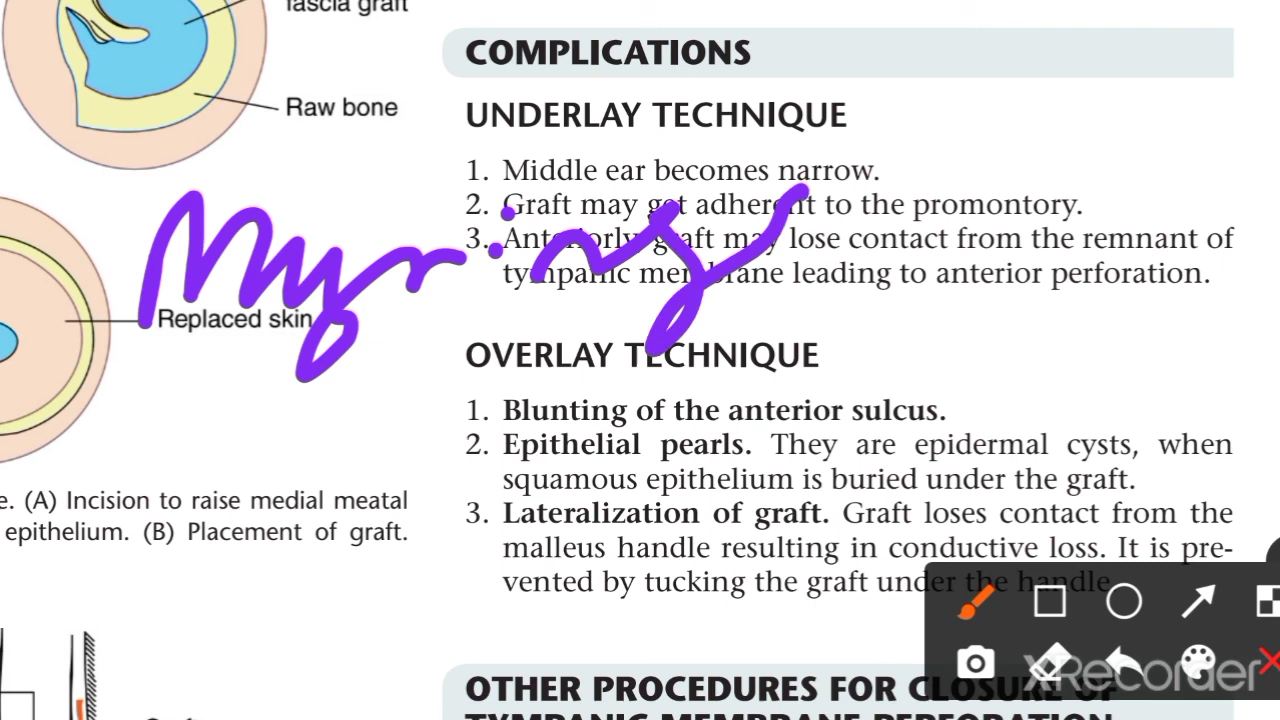 fascia graft
Raw bone
Replaced skin
e. (A) Incision to raise medial meatal
epithelium. (B) Placement of graft.
COMPLICATIONS
UNDERLAY TECHNIQUE
1. Middle ear becomes narrow.
2. Graft may get adherent to the promontory.
3. Anteriorly graft may lose contact from the remnant of
tympanic membrane leading to anterior perforation.
OVERLAY TECHNIQUE
1. Blunting of the anterior sulcus.
2. Epithelial pearls. They are epidermal cysts, when
squamous epithelium is buried under the graft.
3. Lateralization of graft. Graft loses contact from the
malleus handle resulting in conductive loss. It is pre-
vented by tucking the graft under the handle
OTHER PROCEDURES FOR CLOSURE OF
TYMPANIC MEMBRANE PERFORATION
XRecorder